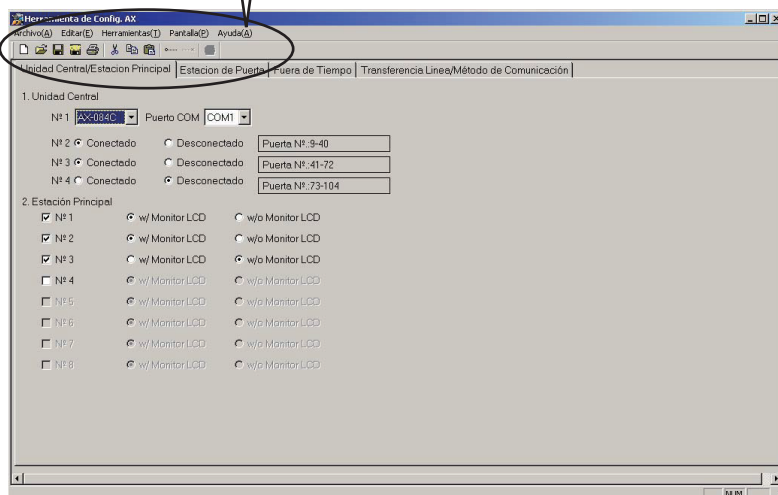 Herramienta de Config. AX
Archivo(A) Editar(E) Herramientas(T) Pantalla(P) Ayuda(A)
Unidad Central/Estacion Principal Estacion de Puerta Fuera de Tiempo Transferencia Linea/Método de Comunicación
1. Unidad Central
Nº 1 AX-084C Puerto COM COM1
Nº 2 Conectado Desconectado Puerta Nº.:9-40
Nº 3 Conectado Desconectado Puerta Nº.:41-72
Nº 4 Conectado Desconectado Puerta Nº.:73-104
2. Estación Principal
Nº 1 w/ Monitor LCD w/o Monitor LCD
Nº 2 w/ Monitor LCD w/o Monitor LCD
Nº 3 w/ Monitor LCD w/o Monitor LCD
Nº 4 w/ Monitor LCD w/o Monitor LCD
Nº 5 w/ Monitor LCD w/o Monitor LCD
Nº 6 w/ Monitor LCD w/o Monitor LCD
Nº 7 w/ Monitor LCD w/o Monitor LCD
Nº 8 w/ Monitor LCD w/o Monitor LCD
NUM